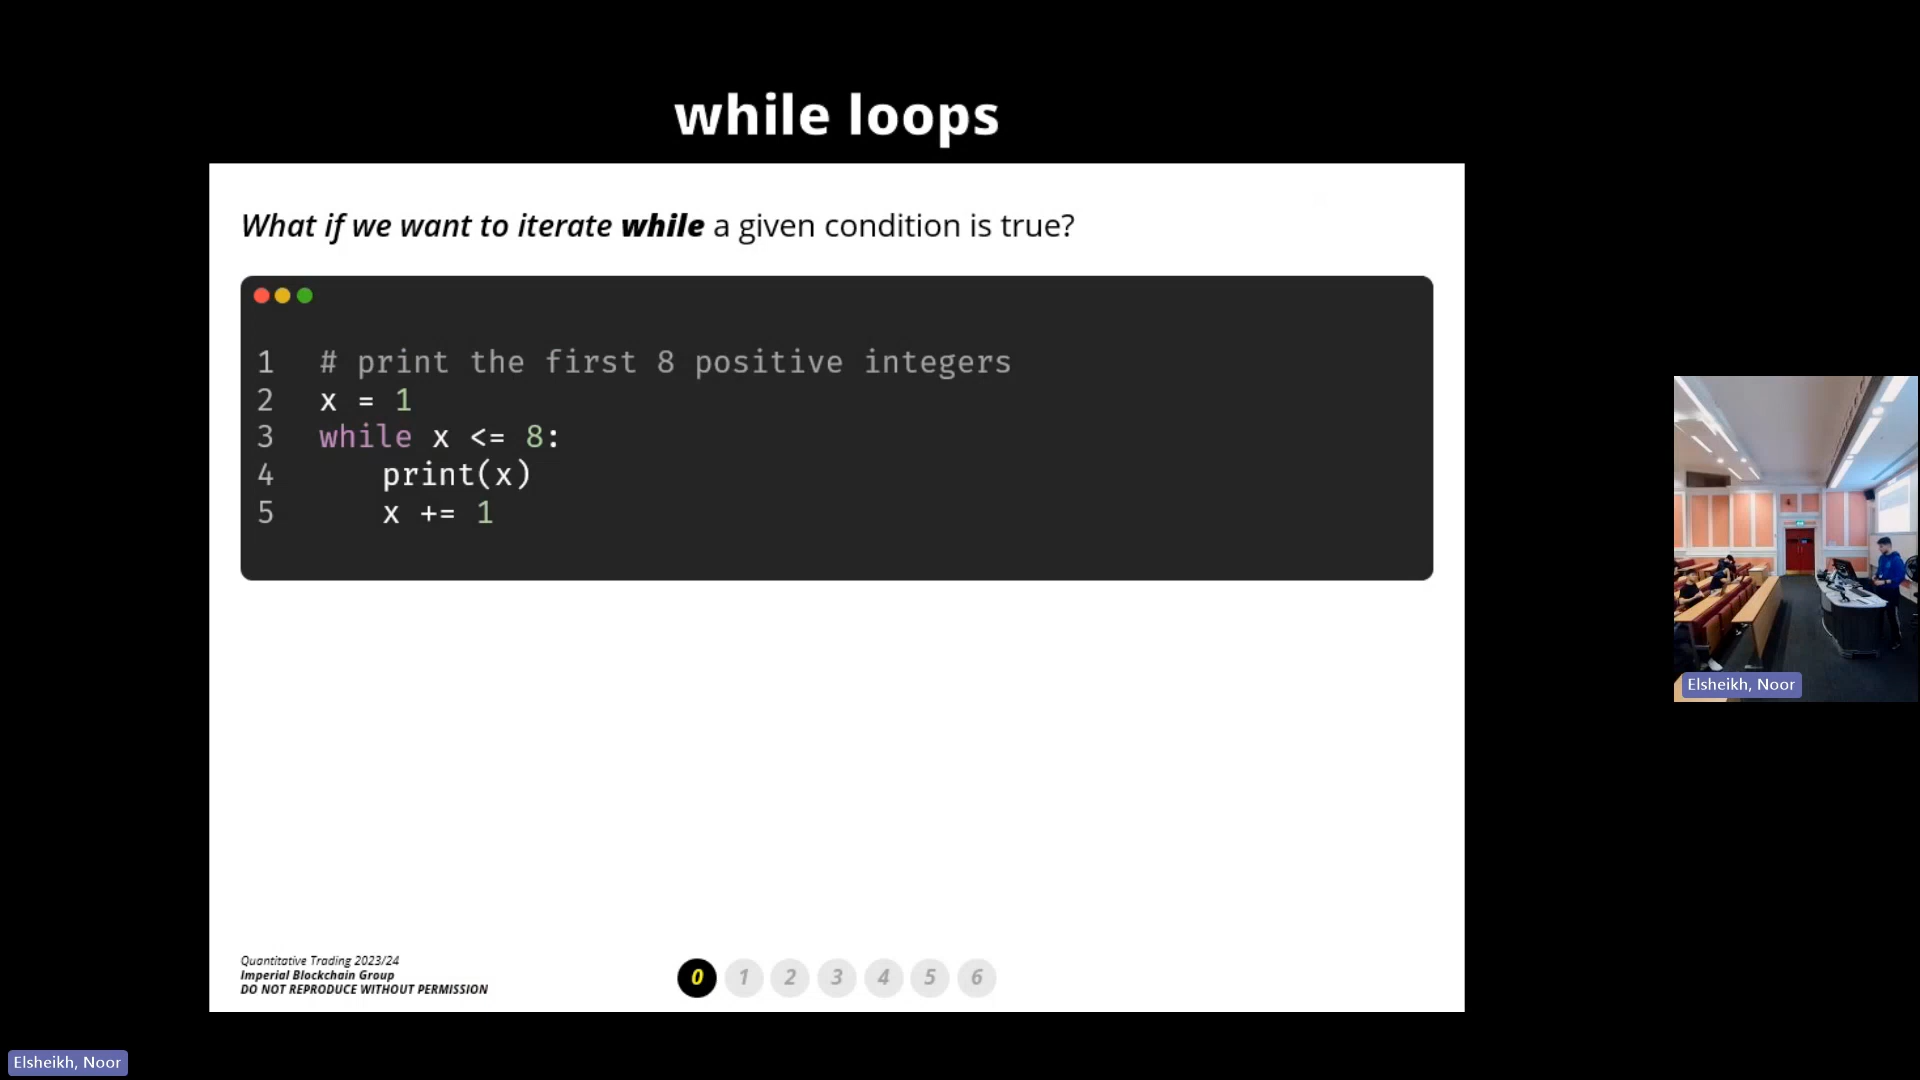 while loops
What if we want to iterate while a given condition is true?
1 # print the first 8 positive integers
2 x = 1
3 while x <= 8:
4     print(x)
5     x += 1
Quantitative Trading 2023/24
Imperial Blockchain Group
DO NOT REPRODUCE WITHOUT PERMISSION
0 1 2 3 4 5 6
Elsheikh, Noor
Elsheikh, Noor